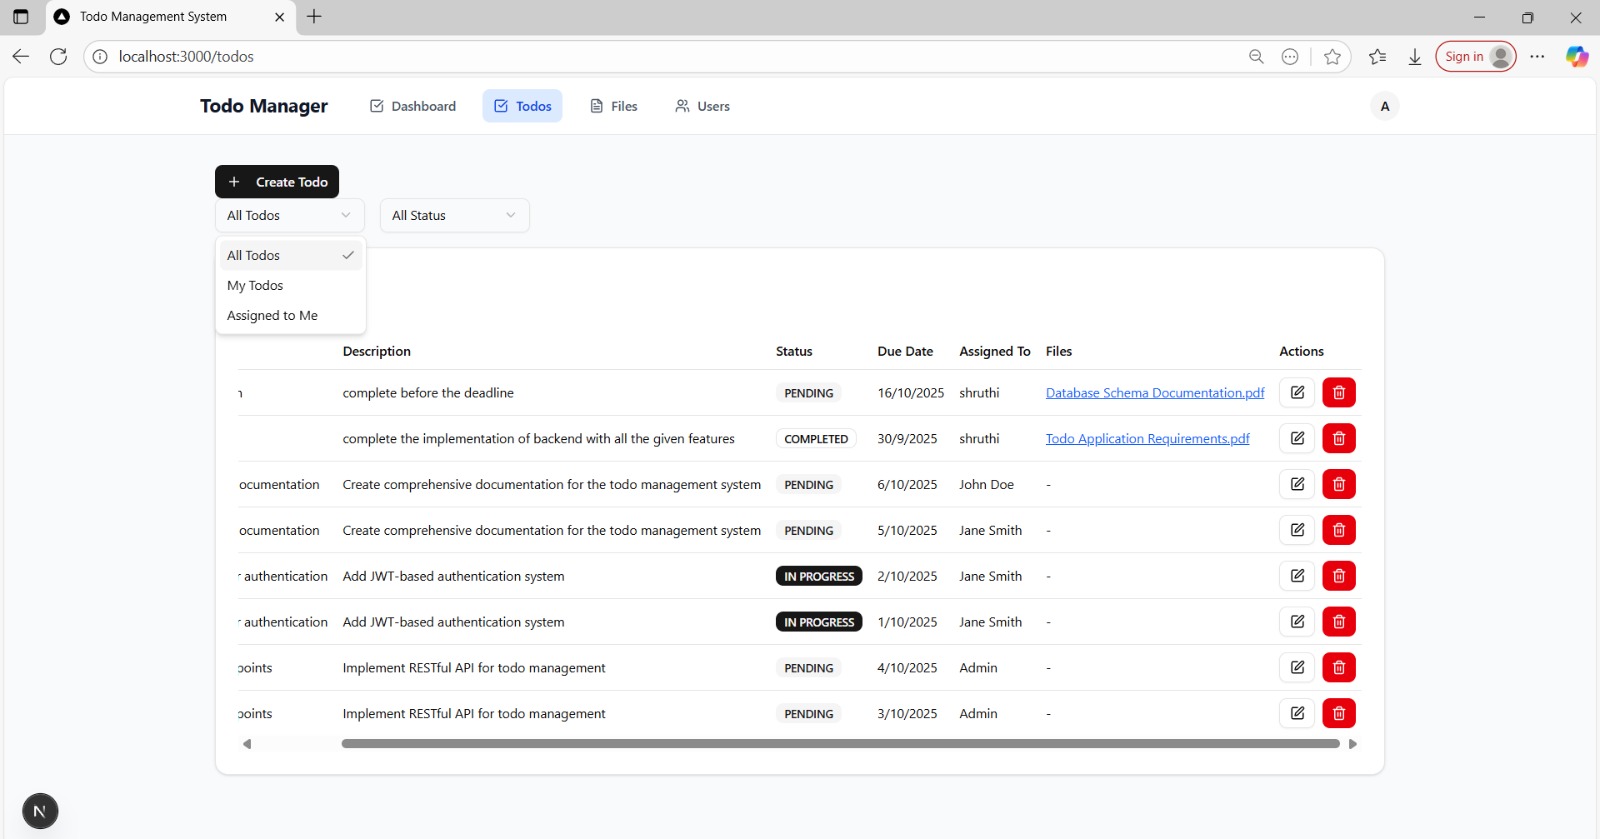 Todo Management System
localhost:3000/todos
Sign in
Todo Manager Dashboard Todos Files Users A
Create Todo
All Todos All Status
All Todos
My Todos
Assigned to Me
Description Status Due Date Assigned To Files Actions
complete before the deadline PENDING 16/10/2025 shruthi Database Schema Documentation.pdf
complete the implementation of backend with all the given features COMPLETED 30/9/2025 shruthi Todo Application Requirements.pdf
ocumentation Create comprehensive documentation for the todo management system PENDING 6/10/2025 John Doe -
ocumentation Create comprehensive documentation for the todo management system PENDING 5/10/2025 Jane Smith -
r authentication Add JWT-based authentication system IN PROGRESS 2/10/2025 Jane Smith -
r authentication Add JWT-based authentication system IN PROGRESS 1/10/2025 Jane Smith -
points Implement RESTful API for todo management PENDING 4/10/2025 Admin -
points Implement RESTful API for todo management PENDING 3/10/2025 Admin -
N